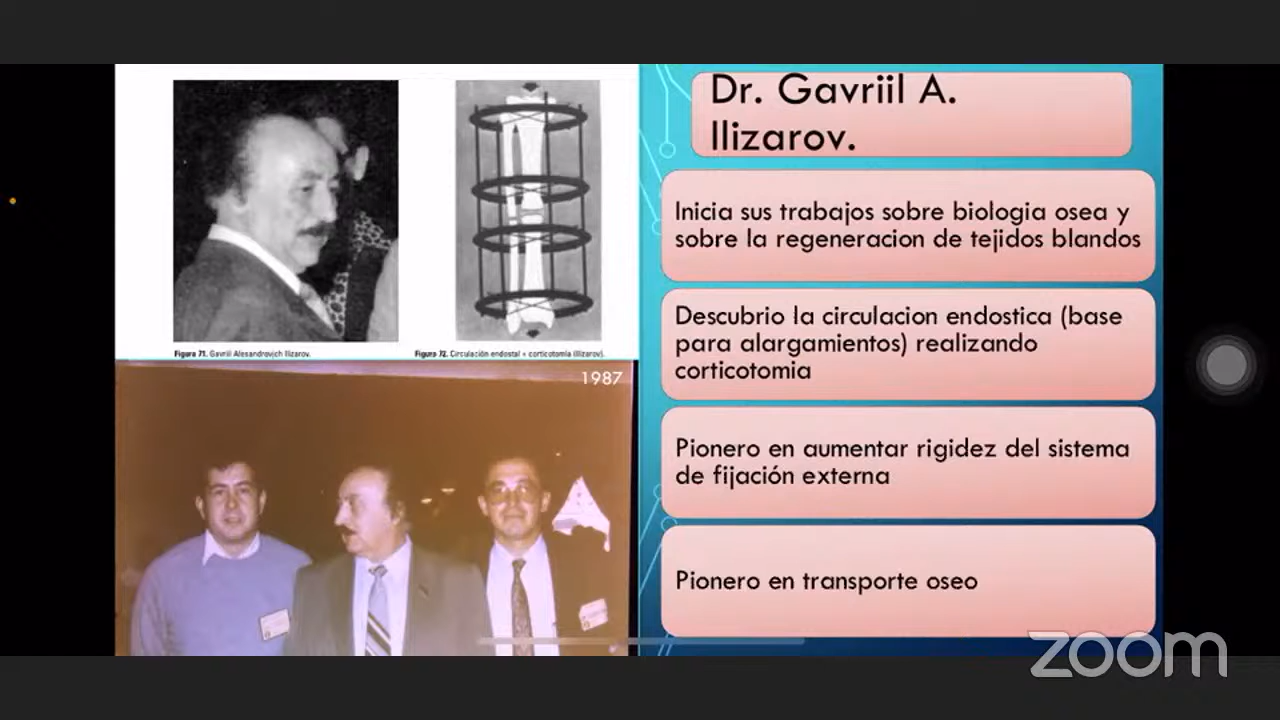 Dr. Gavriil A.
Ilizarov.
Inicia sus trabajos sobre biologia osea y
sobre la regeneracion de tejidos blandos
Descubrio la circulacion endostica (base
para alargamientos) realizando
corticotomia
Pionero en aumentar rigidez del sistema
de fijación externa
Pionero en transporte oseo
Figura 71. Gavriil Alesandrovjch Ilizarov.
Figura 72. Circulación endostal + corticotomía (Ilizarov).
1987
zoom